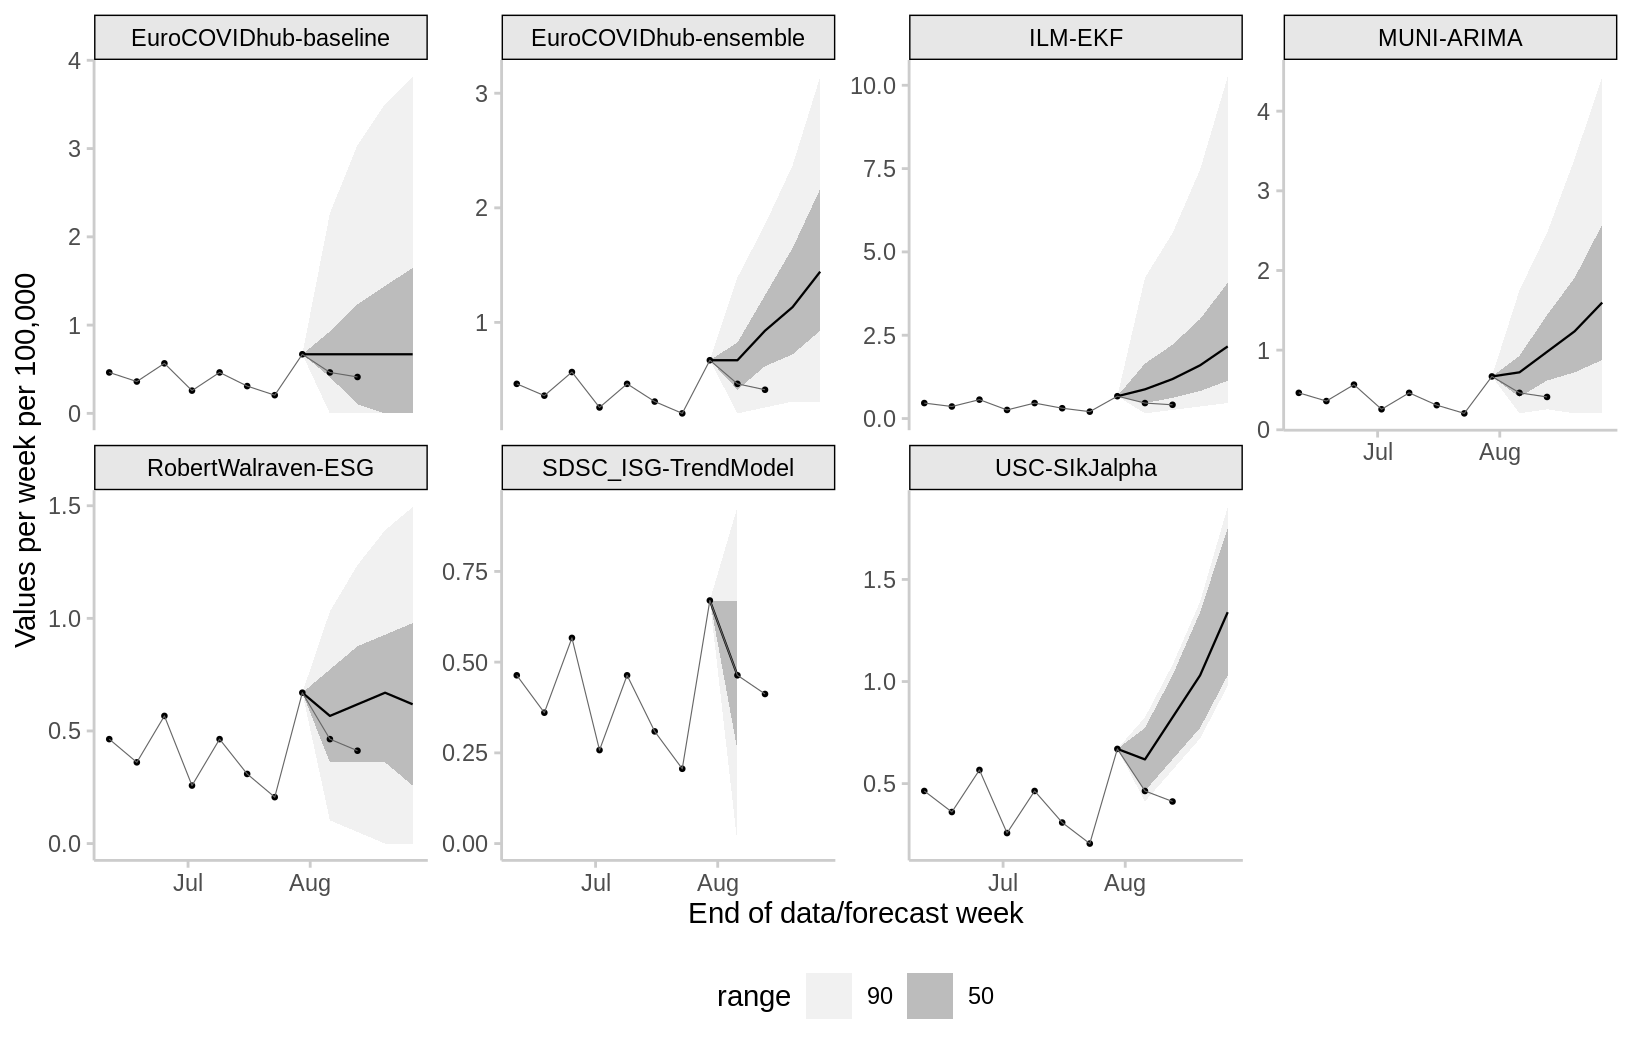 EuroCOVIDhub-baseline
EuroCOVIDhub-ensemble
ILM-EKF
MUNI-ARIMA
4
3
2
1
0
3
2
1
10.0
7.5
5.0
2.5
0.0
4
3
2
1
0
Jul
Aug
Values per week per 100,000
RobertWalraven-ESG
SDSC_ISG-TrendModel
USC-SIkJalpha
1.5
1.0
0.5
0.0
0.75
0.50
0.25
0.00
1.5
1.0
0.5
Jul
Aug
Jul
Aug
Jul
Aug
End of data/forecast week
range
90
50